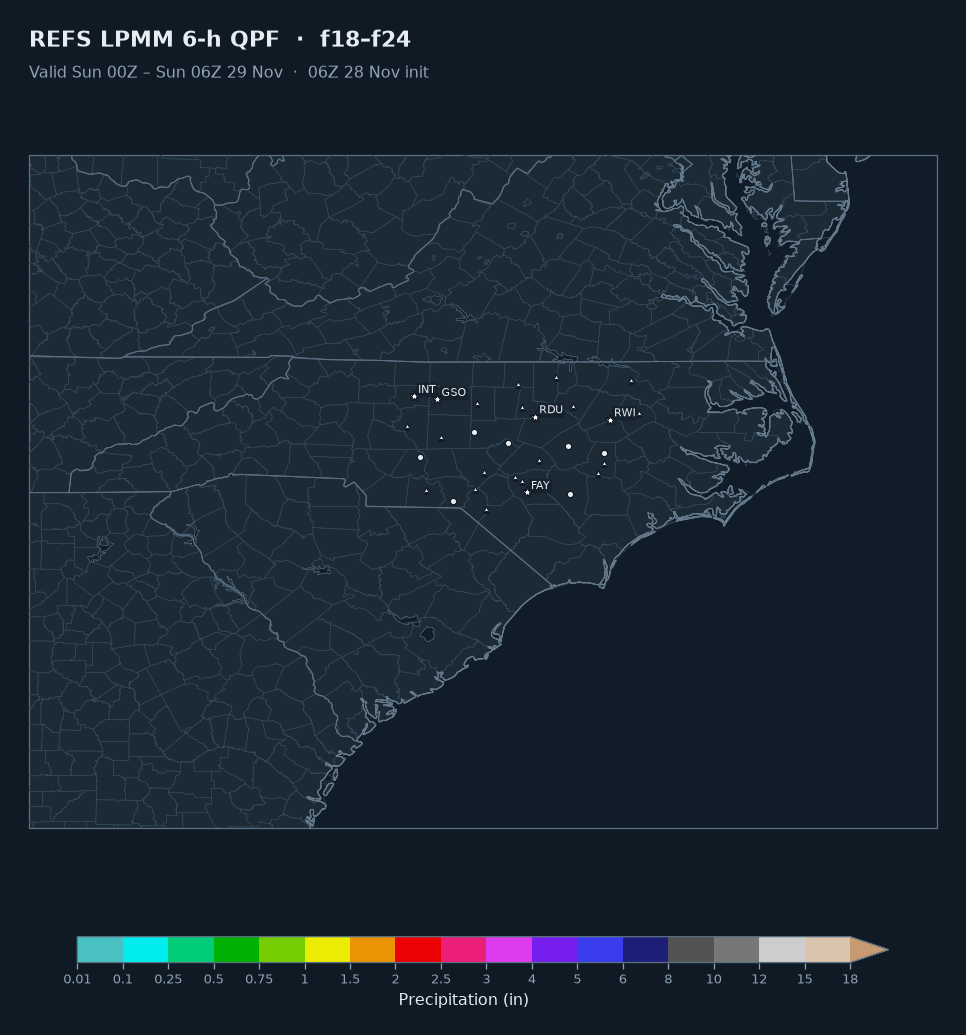 REFS LPMM 6-h QPF · f18–f24
Valid Sun 00Z – Sun 06Z 29 Nov · 06Z 28 Nov init
INT
GSO
RDU
RWI
FAY
0.01 0.1 0.25 0.5 0.75 1 1.5 2 2.5 3 4 5 6 8 10 12 15 18
Precipitation (in)